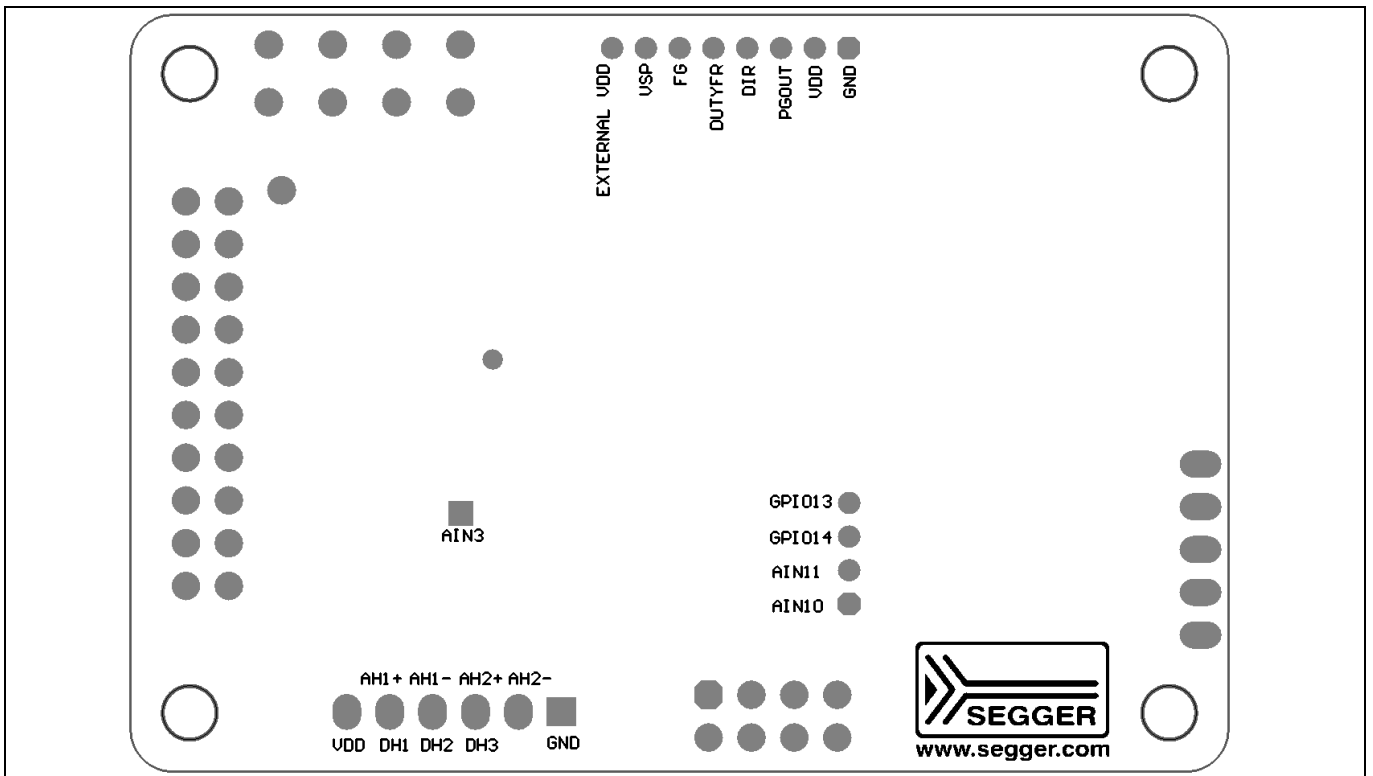 EXTERNAL VDD
VSP
FG
DUTYFR
DIR
PGOUT
VDD
GND
AIN3
GPIO13
GPIO14
AIN11
AIN10
AH1+ AH1- AH2+ AH2-
VDD DH1 DH2 DH3 GND
SEGGER
www.segger.com